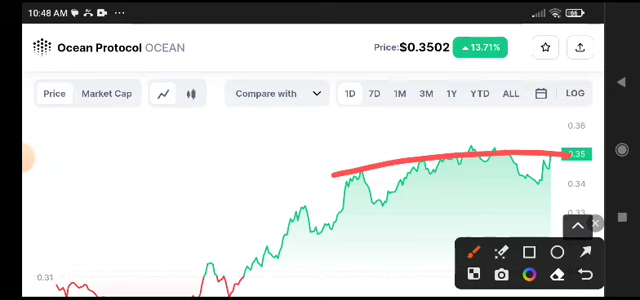 10:48 AM
Ocean Protocol OCEAN
Price: $0.3502 ▲ 13.71%
Price Market Cap Compare with 1D 7D 1M 3M 1Y YTD ALL LOG
0.36
0.35
0.34
0.33
0.31